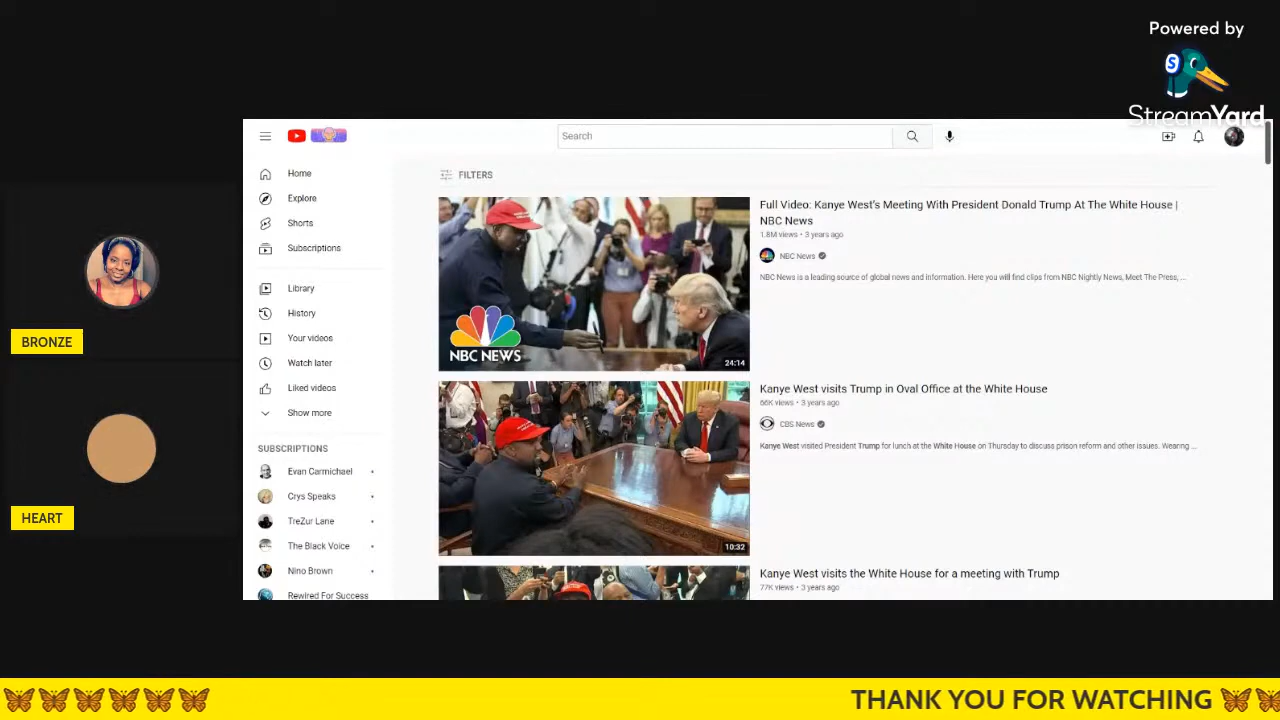 Powered by
StreamYard
Search
Home
Explore
Shorts
Subscriptions
Library
History
Your videos
Watch later
Liked videos
Show more
SUBSCRIPTIONS
Evan Carmichael
Crys Speaks
TreZur Lane
The Black Voice
Nino Brown
Rewired For Success
FILTERS
NBC NEWS
24:14
Full Video: Kanye West's Meeting With President Donald Trump At The White House |
NBC News
1.8M views • 3 years ago
NBC News
NBC News is a leading source of global news and information. Here you will find clips from NBC Nightly News, Meet The Press, ...
10:32
Kanye West visits Trump in Oval Office at the White House
66K views • 3 years ago
CBS News
Kanye West visited President Trump for lunch at the White House on Thursday to discuss prison reform and other issues. Wearing ...
Kanye West visits the White House for a meeting with Trump
77K views • 3 years ago
BRONZE
HEART
THANK YOU FOR WATCHING